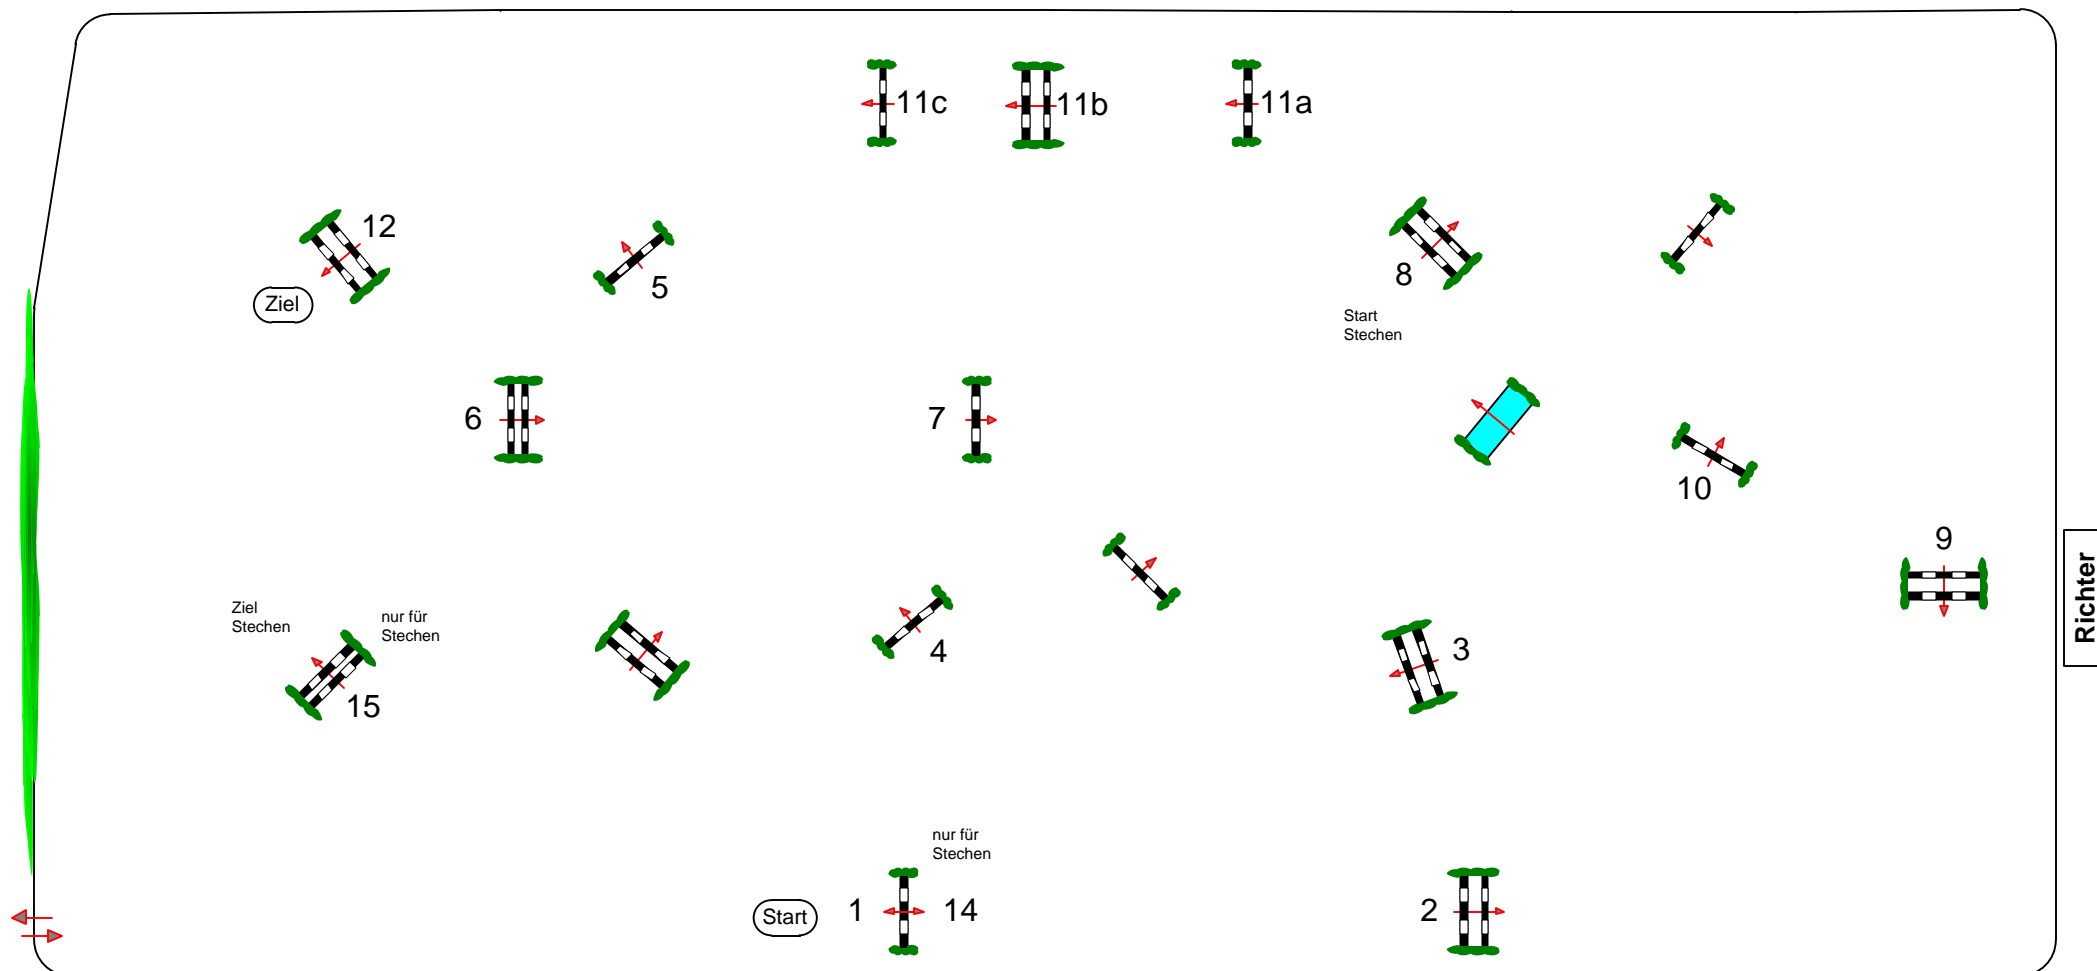 11c
11b
11a
12
5
8
Ziel
Start
Stechen
6
7
10
9
Richter
Ziel
Stechen
nur für
Stechen
15
4
3
nur für
Stechen
Start
1
14
2